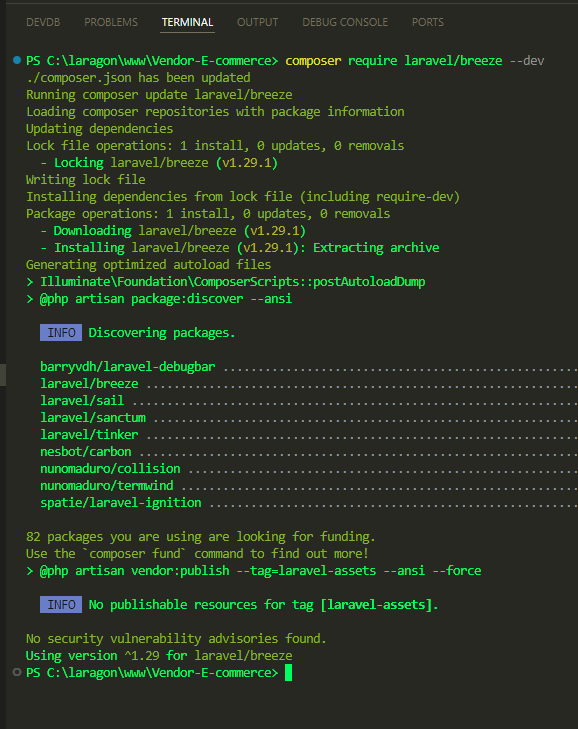 DEVDB PROBLEMS TERMINAL OUTPUT DEBUG CONSOLE PORTS
PS C:\laragon\www\Vendor-E-commerce> composer require laravel/breeze --dev
./composer.json has been updated
Running composer update laravel/breeze
Loading composer repositories with package information
Updating dependencies
Lock file operations: 1 install, 0 updates, 0 removals
  - Locking laravel/breeze (v1.29.1)
Writing lock file
Installing dependencies from lock file (including require-dev)
Package operations: 1 install, 0 updates, 0 removals
  - Downloading laravel/breeze (v1.29.1)
  - Installing laravel/breeze (v1.29.1): Extracting archive
Generating optimized autoload files
> Illuminate\Foundation\ComposerScripts::postAutoloadDump
> @php artisan package:discover --ansi
INFO Discovering packages.
barryvdh/laravel-debugbar ..................................................
laravel/breeze .............................................................
laravel/sail ...............................................................
laravel/sanctum ............................................................
laravel/tinker .............................................................
nesbot/carbon ..............................................................
nunomaduro/collision .......................................................
nunomaduro/termwind ........................................................
spatie/laravel-ignition ....................................................
82 packages you are using are looking for funding.
Use the `composer fund` command to find out more!
> @php artisan vendor:publish --tag=laravel-assets --ansi --force
INFO No publishable resources for tag [laravel-assets].
No security vulnerability advisories found.
Using version ^1.29 for laravel/breeze
PS C:\laragon\www\Vendor-E-commerce>